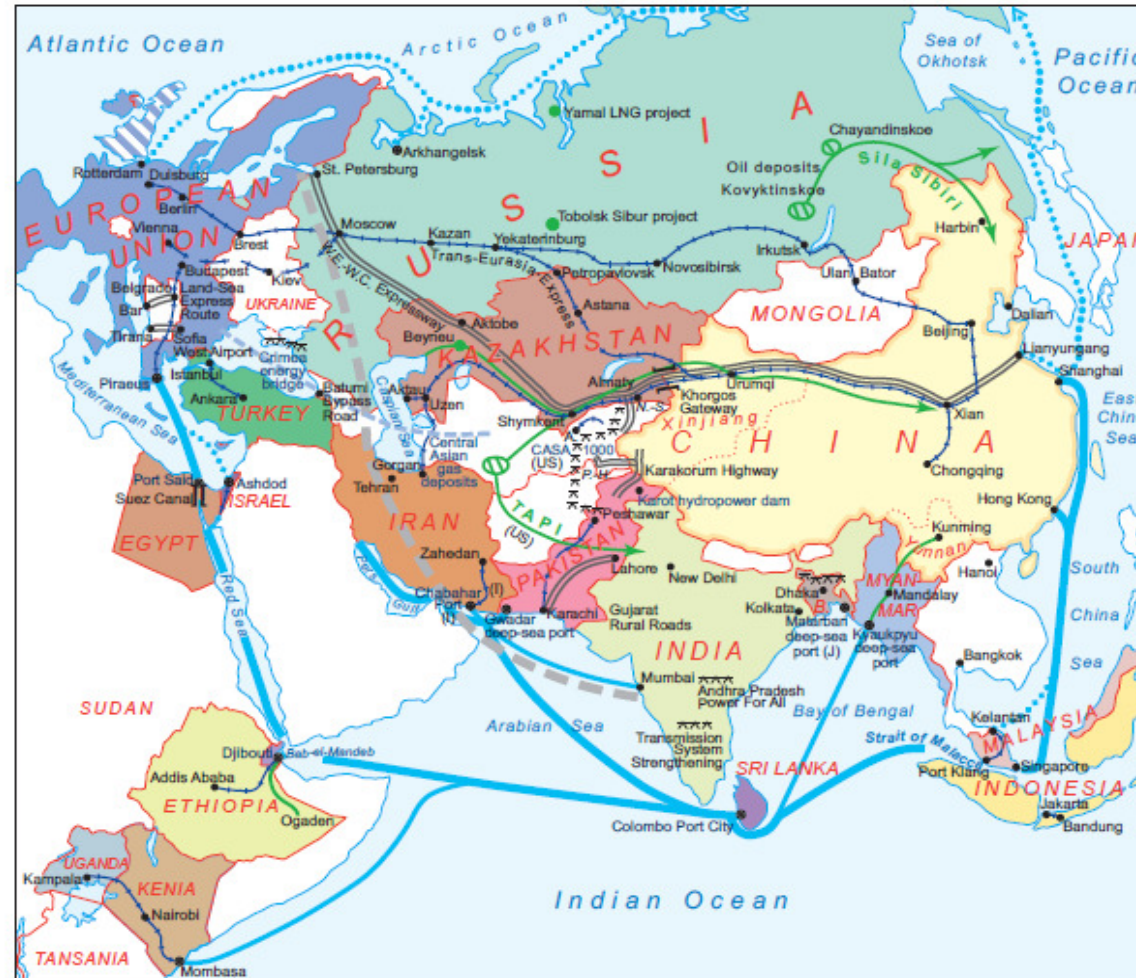 Atlantic Ocean
Arctic Ocean
Sea of
Okhotsk
Pacific
Ocean
Yamal LNG project
Arkhangelsk
St. Petersburg
Chayandinskoe
Oil deposits
Kovyktinskoe
Sila Sibiri
RUSSIA
Rotterdam
Duisburg
Berlin
EUROPEAN
UNION
Vienna
Brest
Moscow
Kazan
Tobolsk Sibur project
Yekaterinburg
Trans-Eurasia-Express
W.E.-W.C. Expressway
Petropavlovsk
Novosibirsk
Irkutsk
Harbin
JAPAN
Ulan Bator
MONGOLIA
Budapest
Kiev
UKRAINE
Belgrade
Land-Sea
Express
Route
Bar
Tirana
Sofia
West Airport
Istanbul
Crimea
energy
bridge
Piraeus
Ankara
TURKEY
Batumi
Bypass
Road
Mediterranean Sea
Caspian Sea
Aktobe
Astana
Beyneu
KAZAKHSTAN
Aktau
Uzen
Almaty
Shymkent
Khorgos
Gateway
N.-S.
Urumqi
Xinjiang
Beijing
Dalian
Lianyungang
Shanghai
East
China
Sea
Xian
CHINA
Chongqing
Central
Asian
gas
deposits
Gorgan
Tehran
CASA 1000
(US)
P.-H.
Karakorum Highway
Karot hydropower dam
Peshawar
TAPI
(US)
Port Said
Suez Canal
Ashdod
ISRAEL
EGYPT
IRAN
Zahedan
Pers. Gulf
Chabahar
Port
(I)
(I)
PAKISTAN
Lahore
Gwadar
deep-sea port
Karachi
Gujarat
Rural Roads
New Delhi
INDIA
Dhaka
B.
Kolkata
Matarbari
deep-sea
port (J)
MYAN
MAR
Mandalay
Kyaukpyu
deep-sea
port
Kunming
Yunnan
Hong Kong
Hanoi
South
China
Sea
Bangkok
Red Sea
SUDAN
Mumbai
Andhra Pradesh
Power For All
Transmission
System
Strengthening
Arabian Sea
Bay of Bengal
Strait of Malacca
Kelantan
MALAYSIA
Port Klang
Singapore
INDONESIA
Jakarta
Bandung
SRI LANKA
Colombo Port City
Djibouti
Bab-el-Mandeb
Addis Ababa
ETHIOPIA
Ogaden
UGANDA
Kampala
KENIA
Nairobi
TANSANIA
Mombasa
Indian Ocean